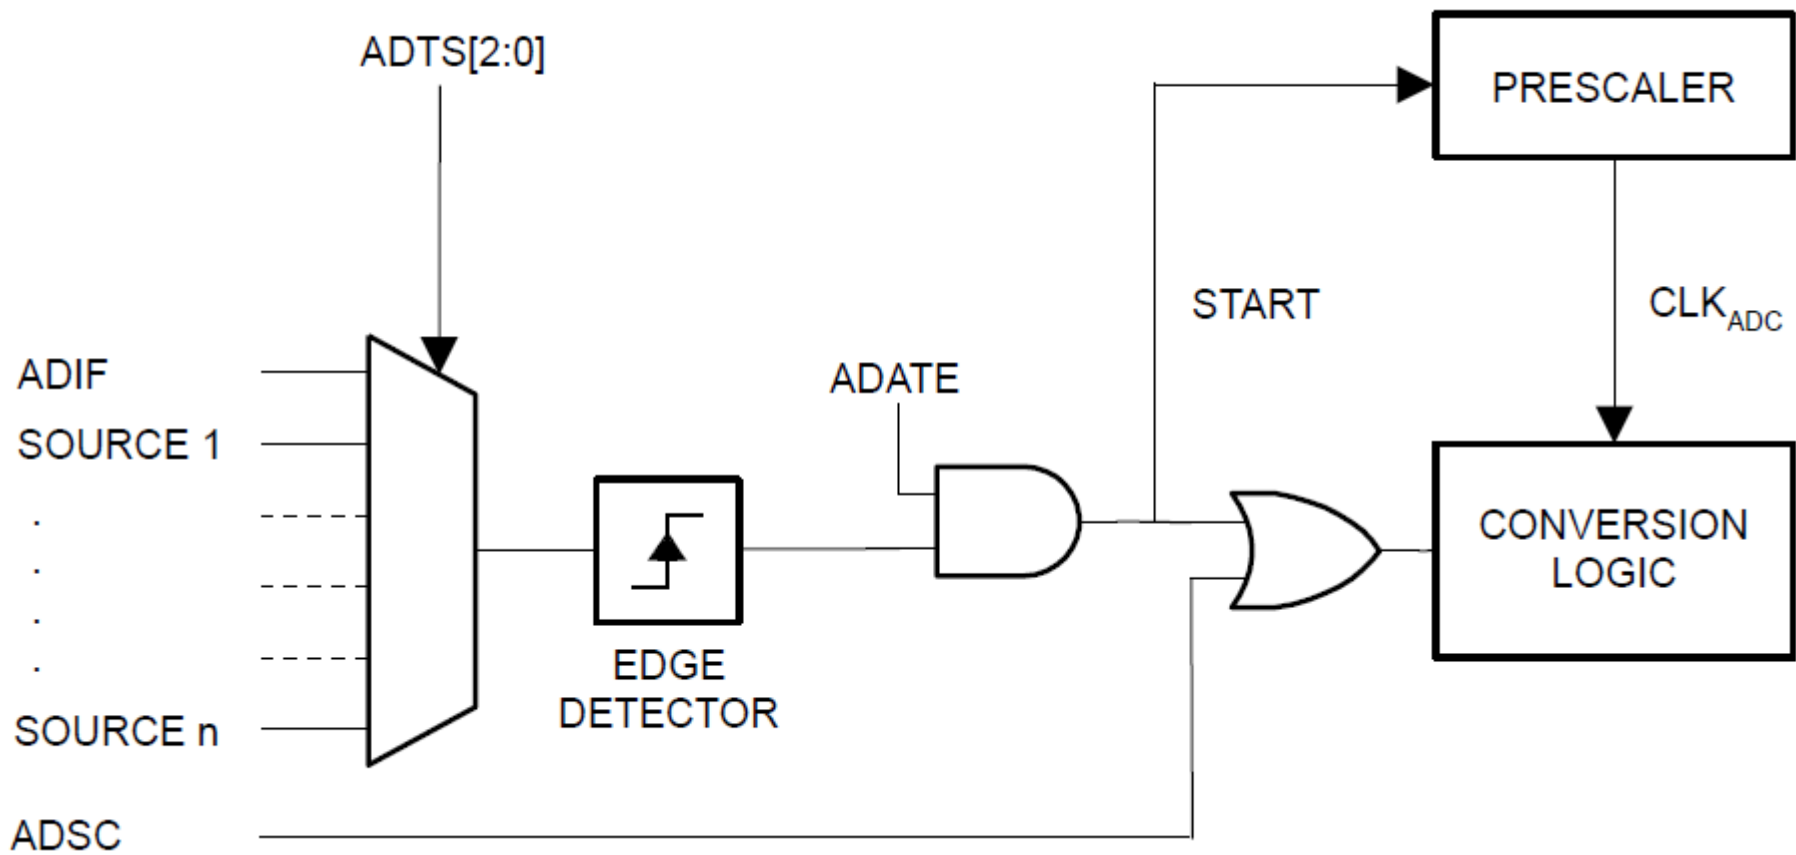 ADTS[2:0]
PRESCALER
START
CLKADC
ADIF
ADATE
SOURCE 1
.
.
.
.
CONVERSION
LOGIC
EDGE
DETECTOR
SOURCE n
ADSC